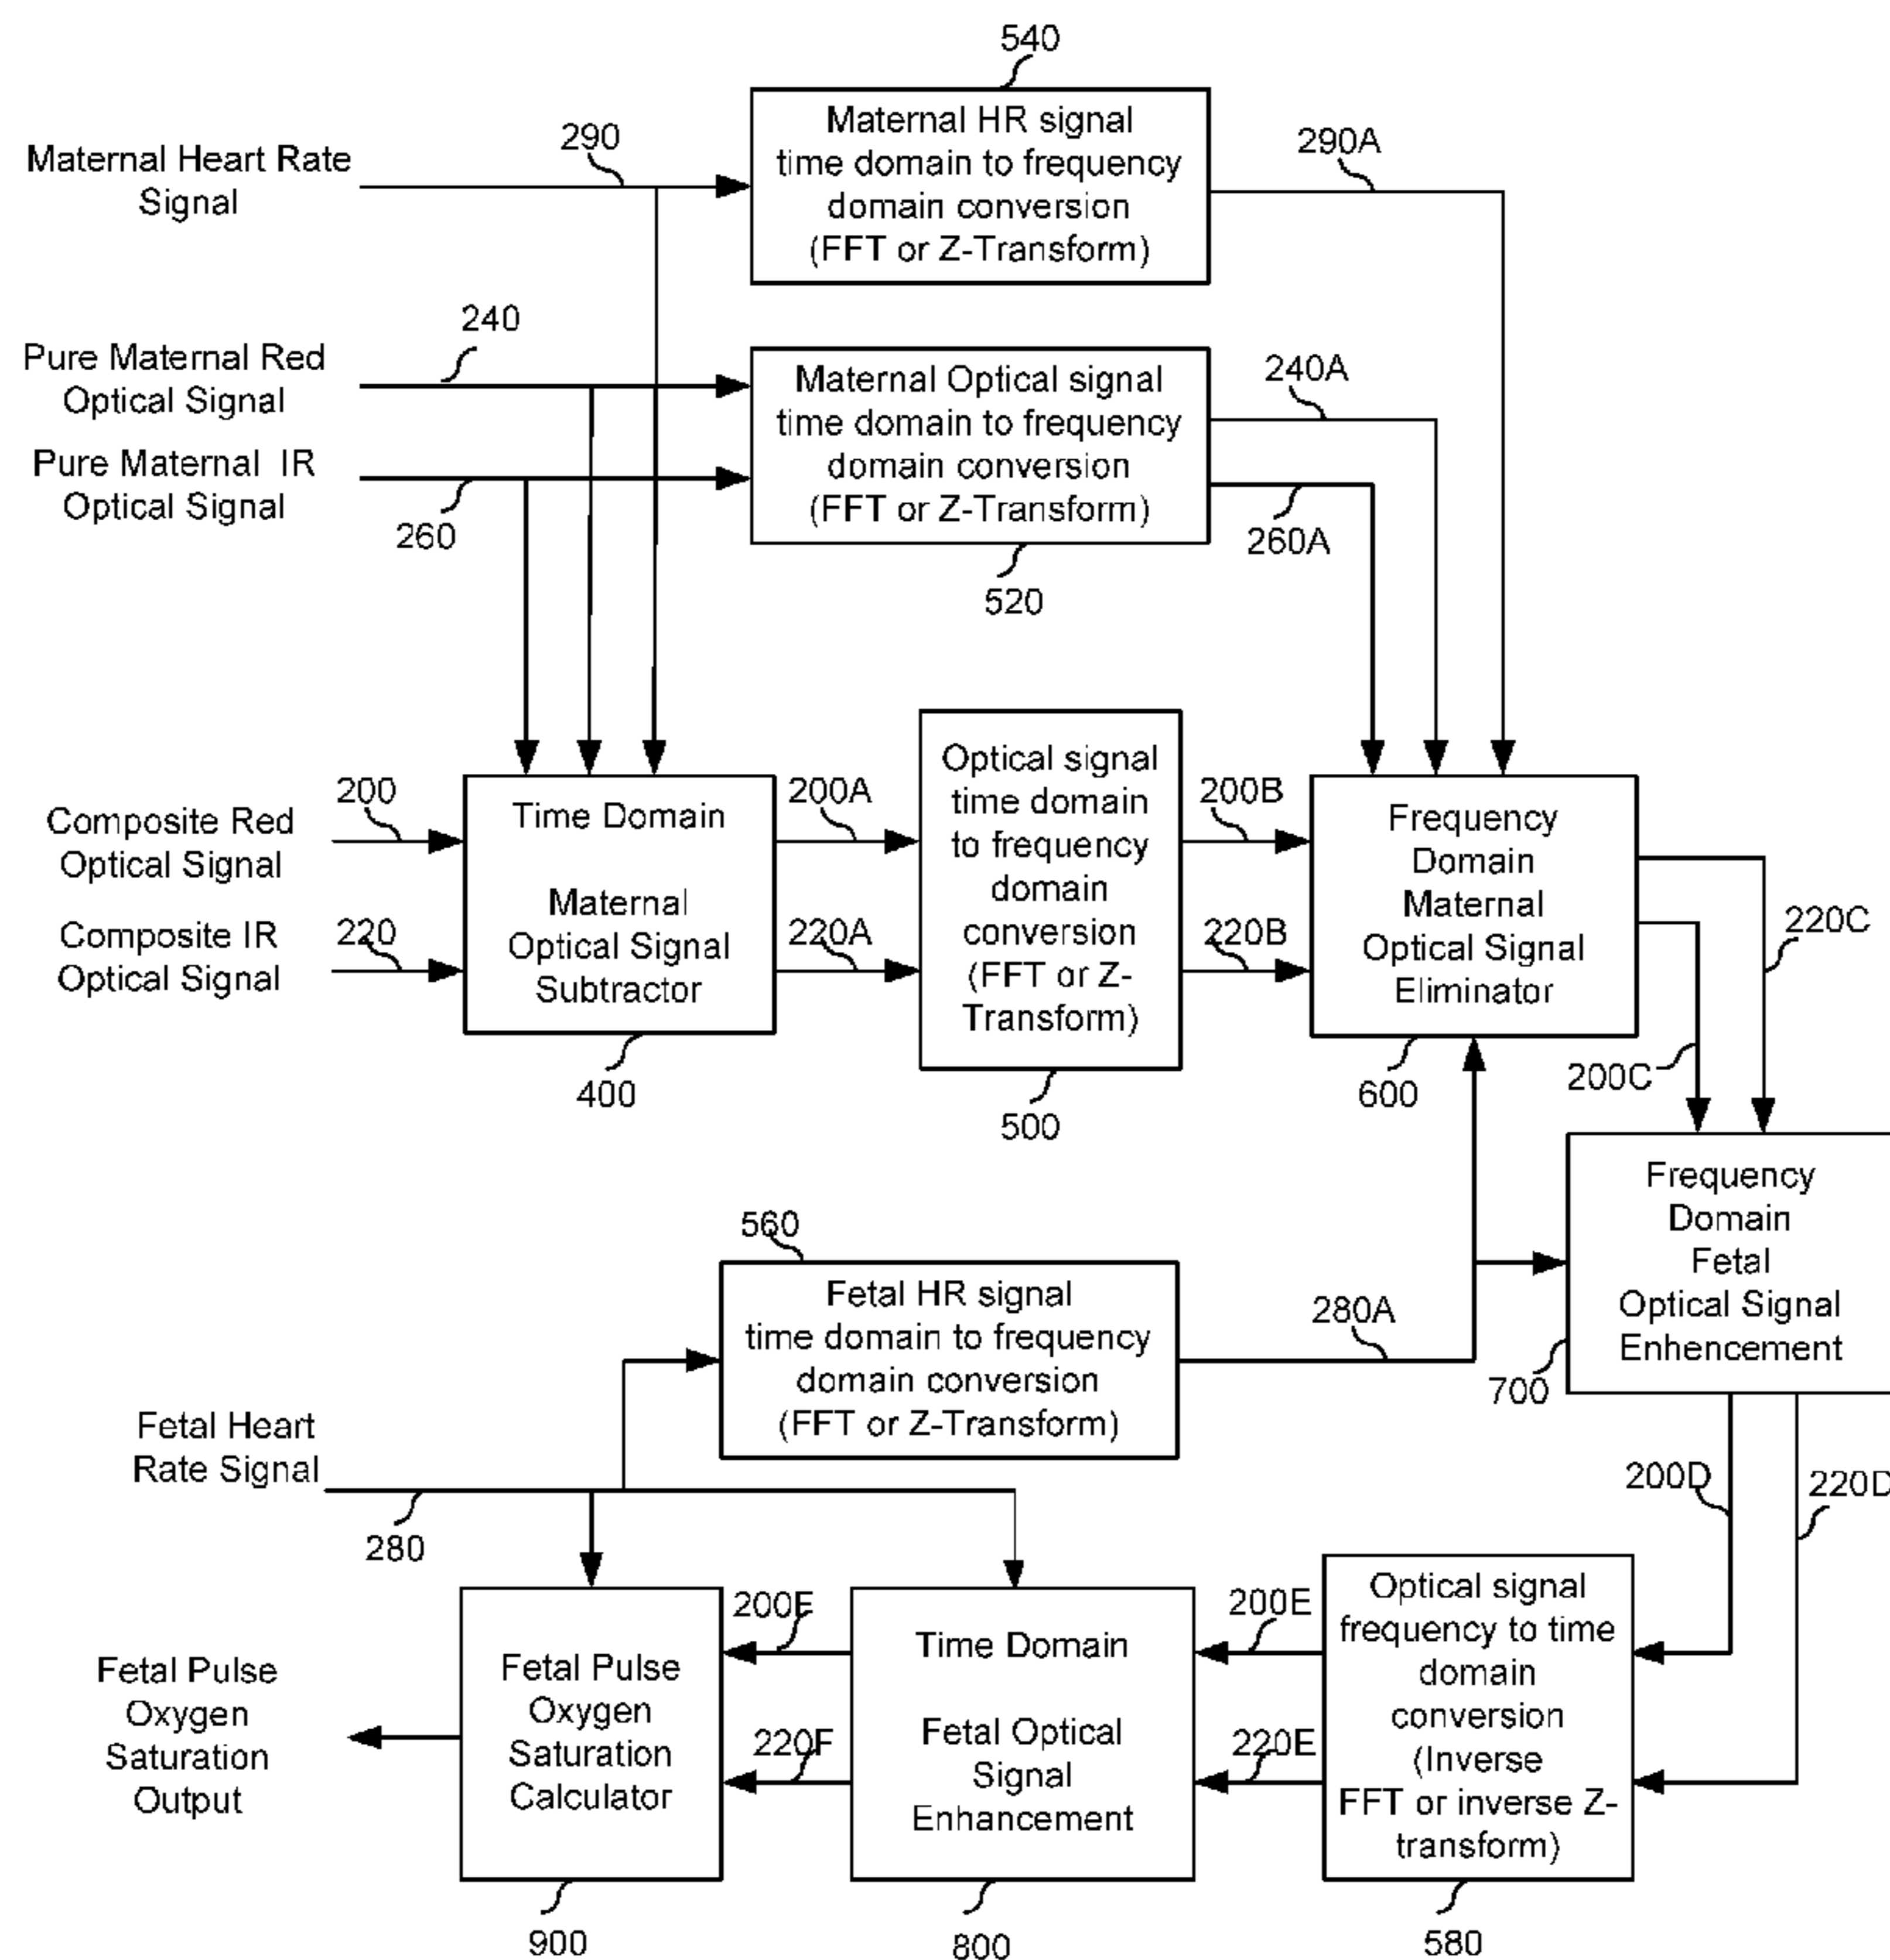 540
Maternal Heart Rate
Signal
290
Maternal HR signal
time domain to frequency
domain conversion
(FFT or Z-Transform)
290A
240
Pure Maternal Red
Optical Signal
Pure Maternal IR
Optical Signal
260
Maternal Optical signal
time domain to frequency
domain conversion
(FFT or Z-Transform)
240A
260A
520
Composite Red
Optical Signal
200
Composite IR
Optical Signal
220
Time Domain
Maternal
Optical Signal
Subtractor
400
200A
220A
Optical signal
time domain
to frequency
domain
conversion
(FFT or Z-
Transform)
500
200B
220B
Frequency
Domain
Maternal
Optical Signal
Eliminator
600
220C
200C
Frequency
Domain
Fetal
Optical Signal
Enhencement
700
560
Fetal HR signal
time domain to frequency
domain conversion
(FFT or Z-Transform)
280A
Fetal Heart
Rate Signal
280
200D
220D
Optical signal
frequency to time
domain
conversion
(Inverse
FFT or inverse Z-
transform)
580
200E
220E
Time Domain
Fetal Optical
Signal
Enhancement
800
200F
220F
Fetal Pulse
Oxygen
Saturation
Calculator
900
Fetal Pulse
Oxygen
Saturation
Output